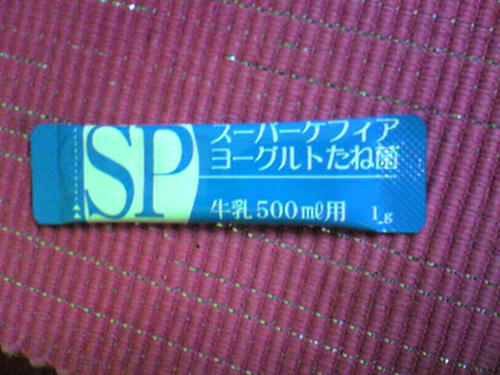 SP
スーパーケフィア
ヨーグルトたね菌
牛乳500mℓ用
1g